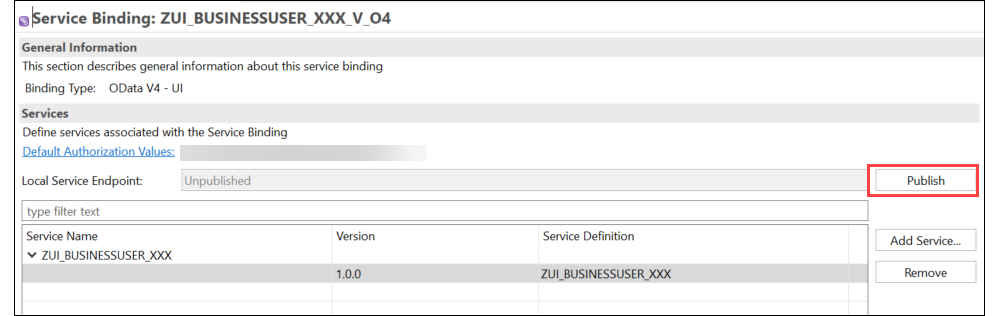 Service Binding: ZUI_BUSINESSUSER_XXX_V_O4
General Information
This section describes general information about this service binding
Binding Type: OData V4 - UI
Services
Define services associated with the Service Binding
Default Authorization Values:
Local Service Endpoint: Unpublished Publish
type filter text
Service Name Version Service Definition Add Service...
ZUI_BUSINESSUSER_XXX
1.0.0 ZUI_BUSINESSUSER_XXX Remove